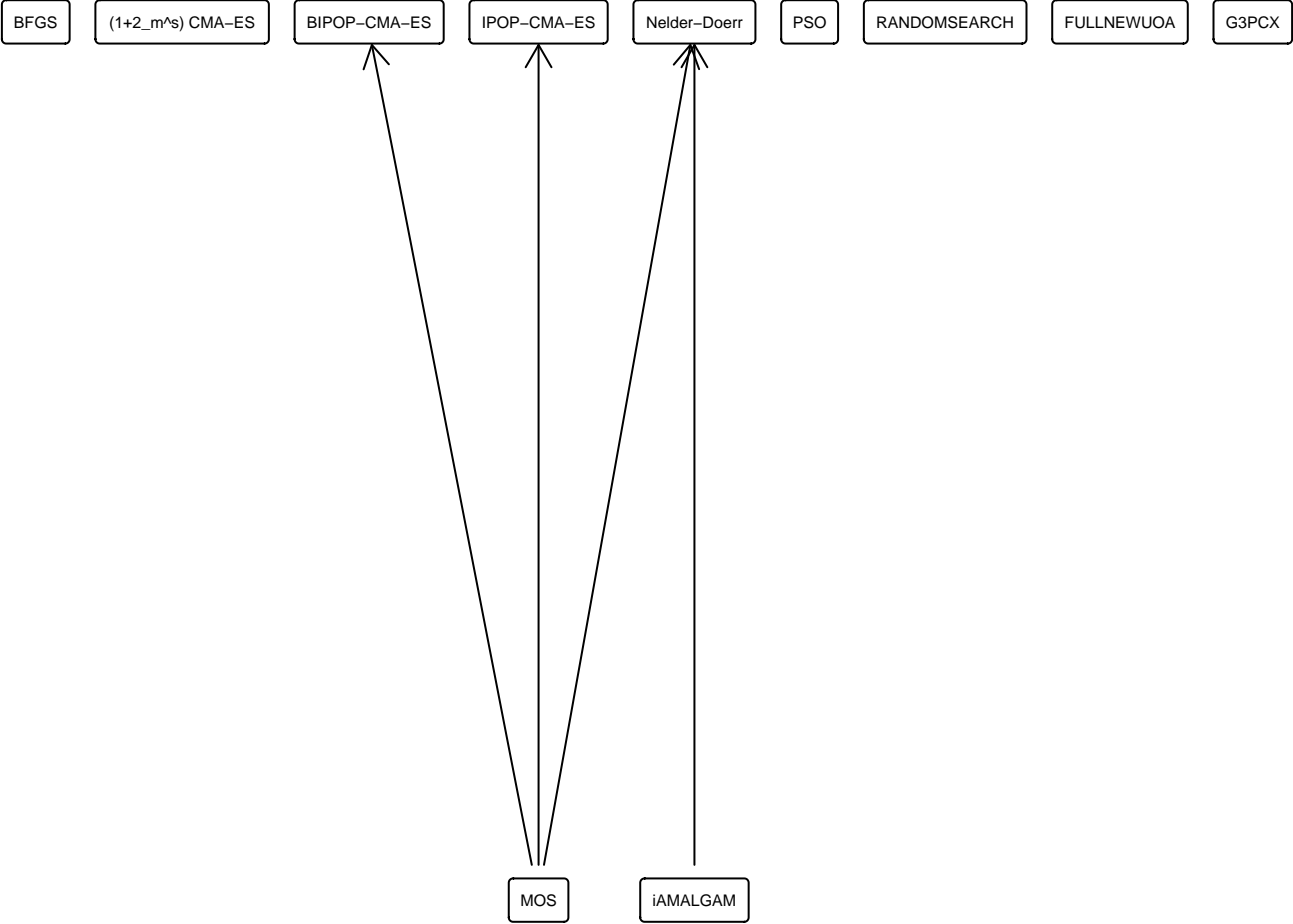 BFGS
(1+2_m^s) CMA−ES
BIPOP−CMA−ES
IPOP−CMA−ES
Nelder−Doerr
PSO
RANDOMSEARCH
FULLNEWUOA
G3PCX
MOS
iAMALGAM